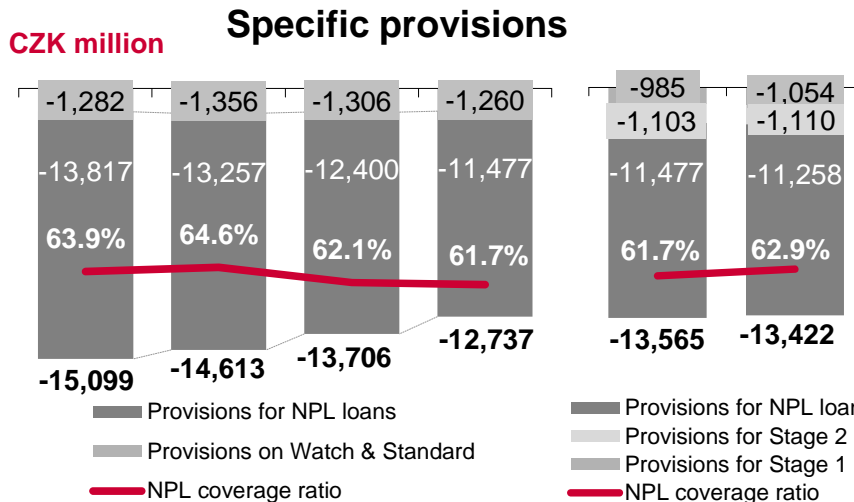 Specific provisions
CZK million
-1,282 -1,356 -1,306 -1,260 -985 -1,054
-1,103 -1,110
-13,817 -13,257 -12,400 -11,477 -11,477 -11,258
63.9% 64.6% 62.1% 61.7% 61.7% 62.9%
-15,099 -14,613 -13,706 -12,737 -13,565 -13,422
Provisions for NPL loans
Provisions on Watch & Standard
NPL coverage ratio
Provisions for NPL loan
Provisions for Stage 2
Provisions for Stage 1
NPL coverage ratio